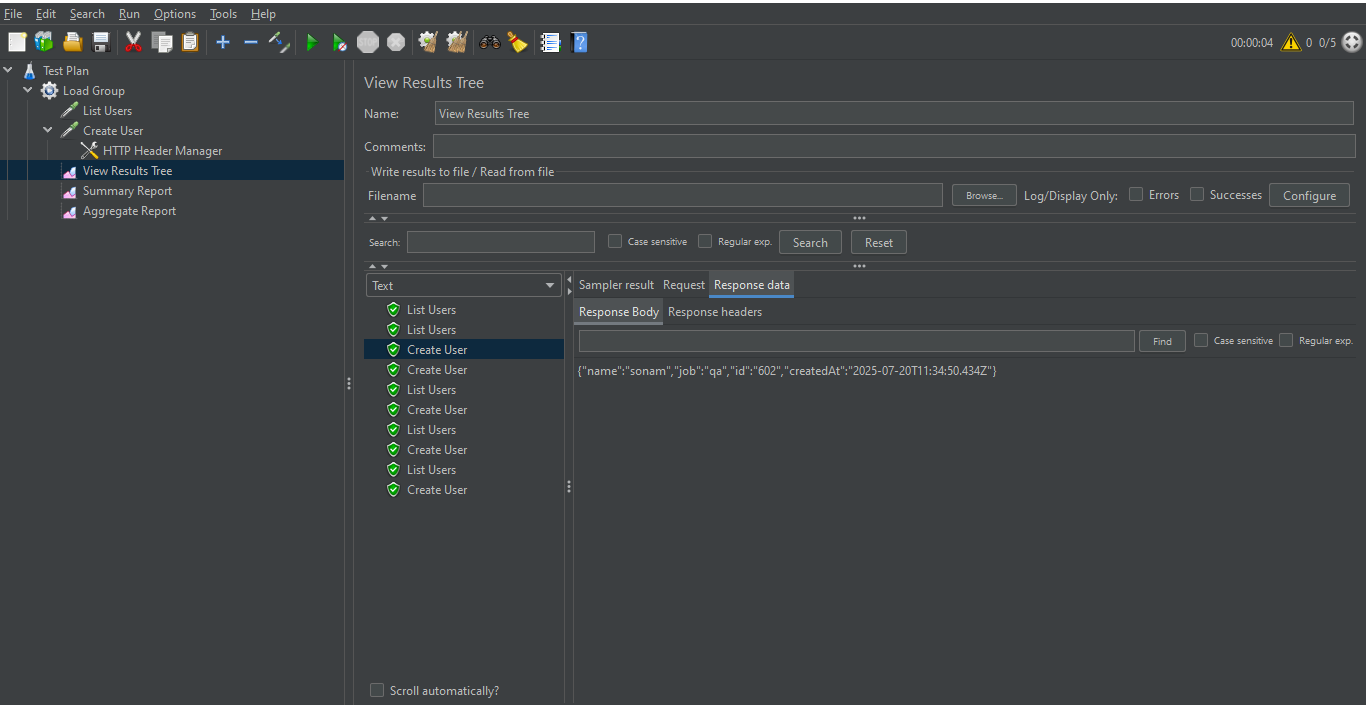 File Edit Search Run Options Tools Help
00:00:04 0 0/5
Test Plan
Load Group
List Users
Create User
HTTP Header Manager
View Results Tree
Summary Report
Aggregate Report
View Results Tree
Name: View Results Tree
Comments:
Write results to file / Read from file
Filename Browse... Log/Display Only: Errors Successes Configure
Search: Case sensitive Regular exp. Search Reset
Text
List Users
List Users
Create User
Create User
List Users
Create User
List Users
Create User
List Users
Create User
Scroll automatically?
Sampler result Request Response data
Response Body Response headers
Find Case sensitive Regular exp.
{"name":"sonam","job":"qa","id":"602","createdAt":"2025-07-20T11:34:50.434Z"}